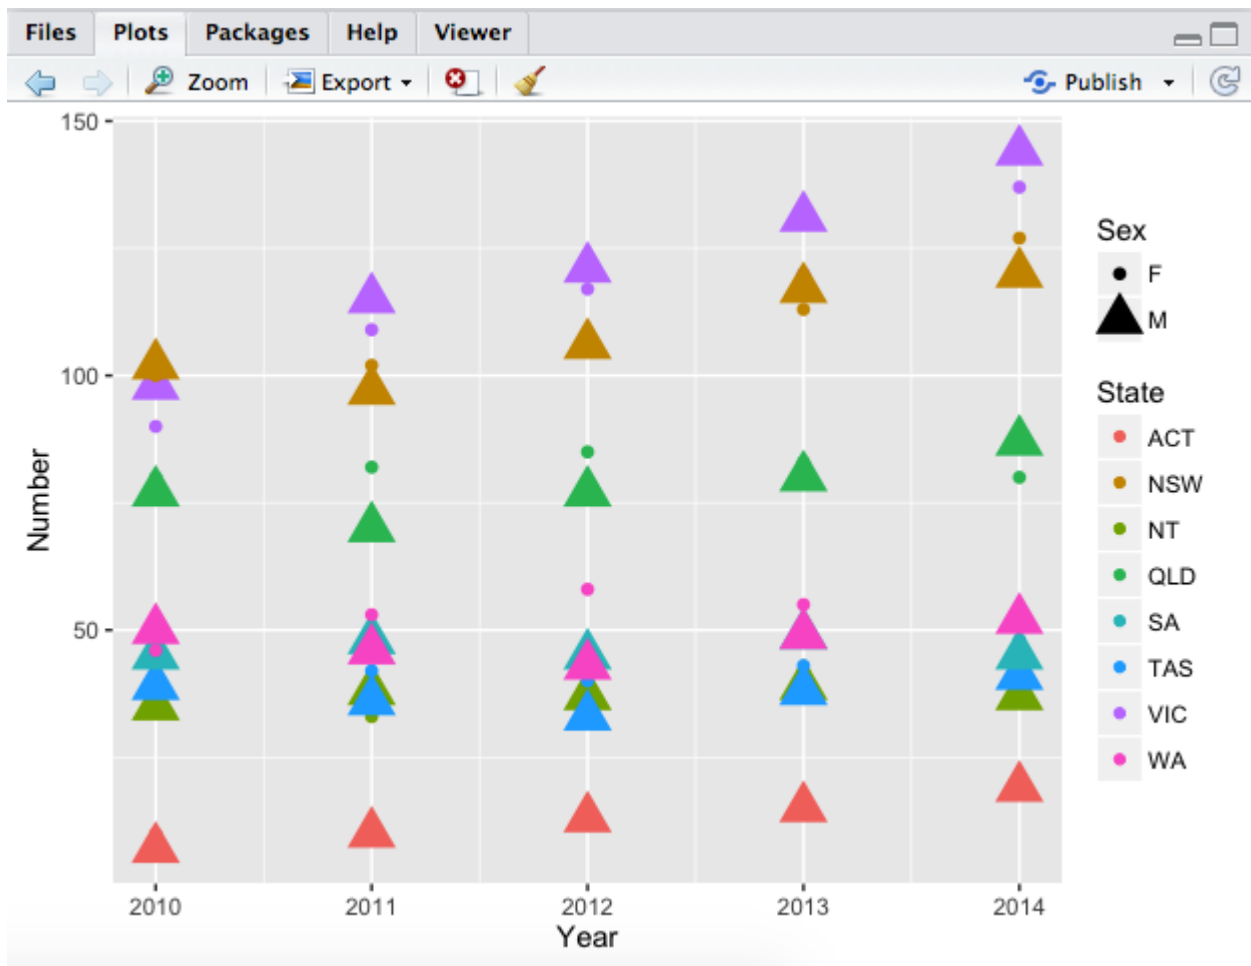 Files Plots Packages Help Viewer
Zoom Export Publish
150
100
50
Number
2010 2011 2012 2013 2014
Year
Sex
F
M
State
ACT
NSW
NT
QLD
SA
TAS
VIC
WA